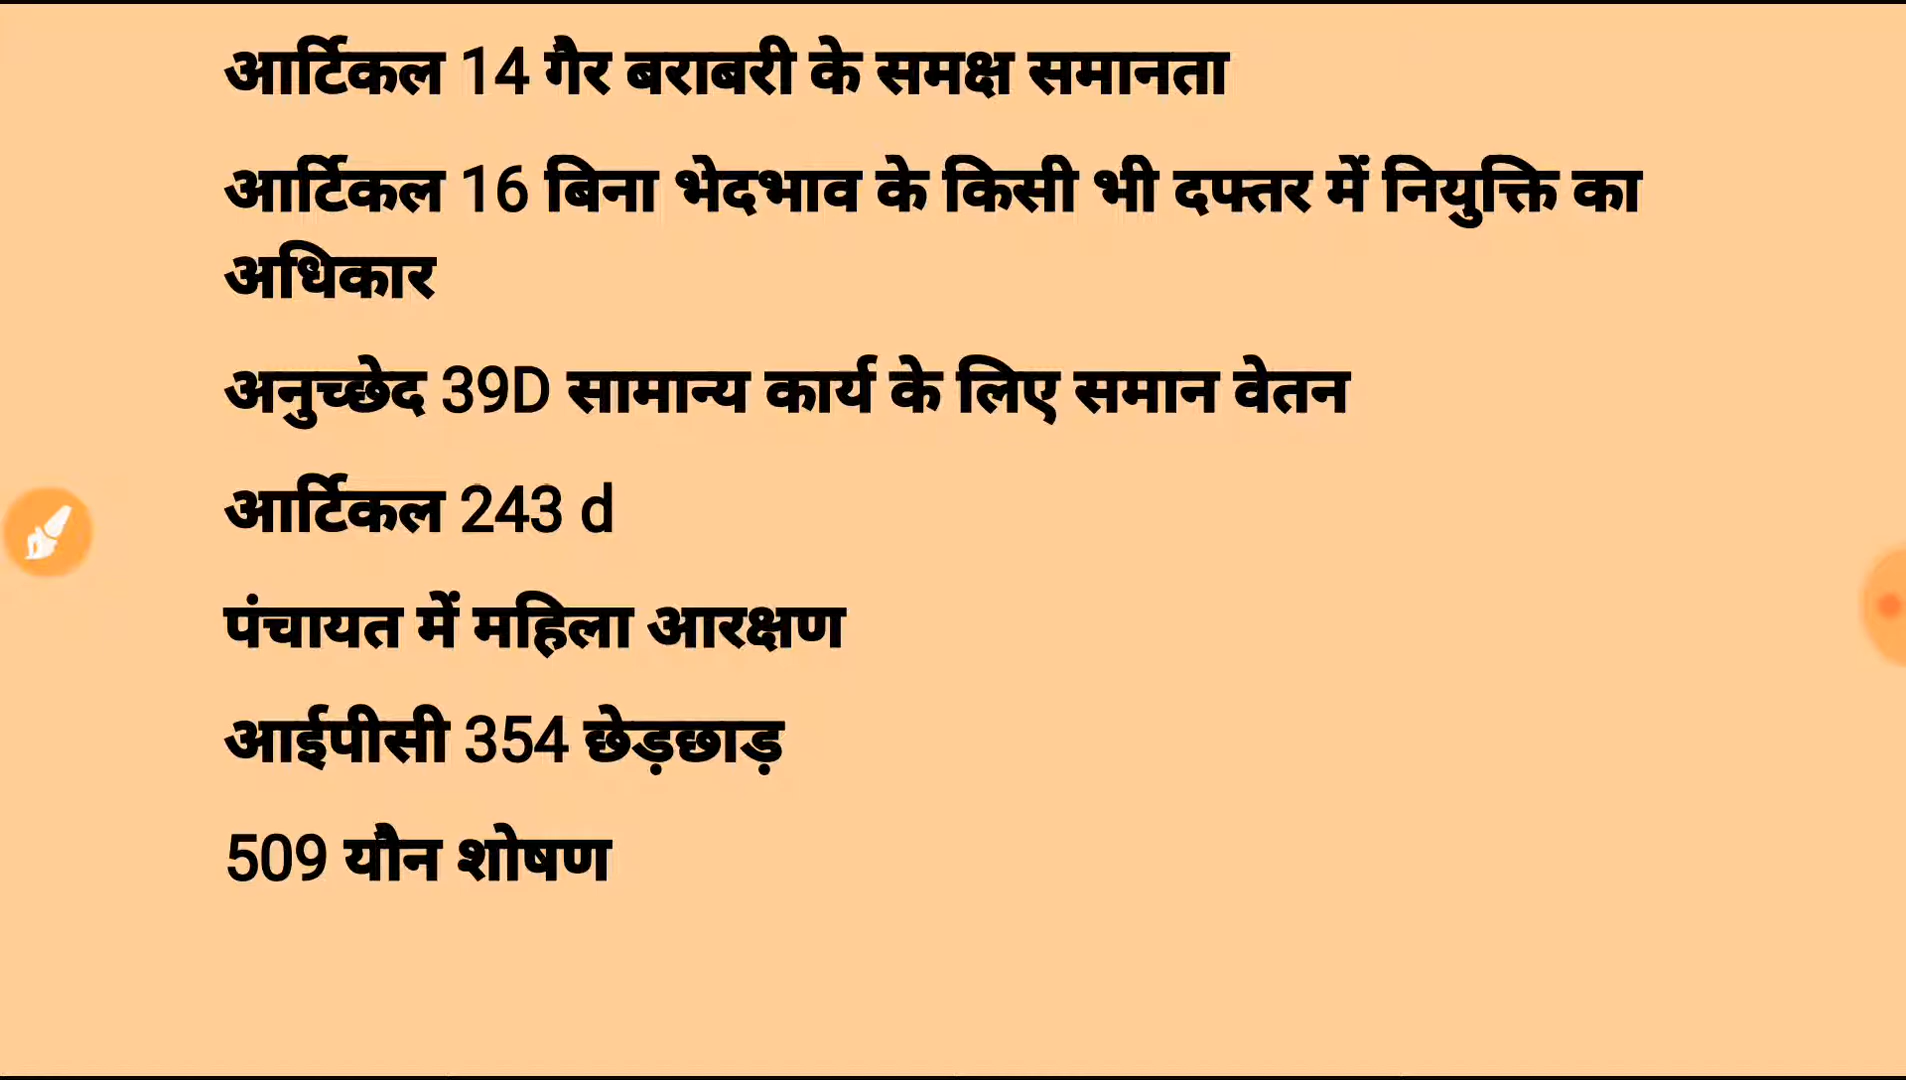 आर्टिकल 14 गैर बराबरी के समक्ष समानता
आर्टिकल 16 बिना भेदभाव के किसी भी दफ्तर में नियुक्ति का
अधिकार
अनुच्छेद 39D सामान्य कार्य के लिए समान वेतन
आर्टिकल 243 d
पंचायत में महिला आरक्षण
आईपीसी 354 छेड़छाड़
509 यौन शोषण